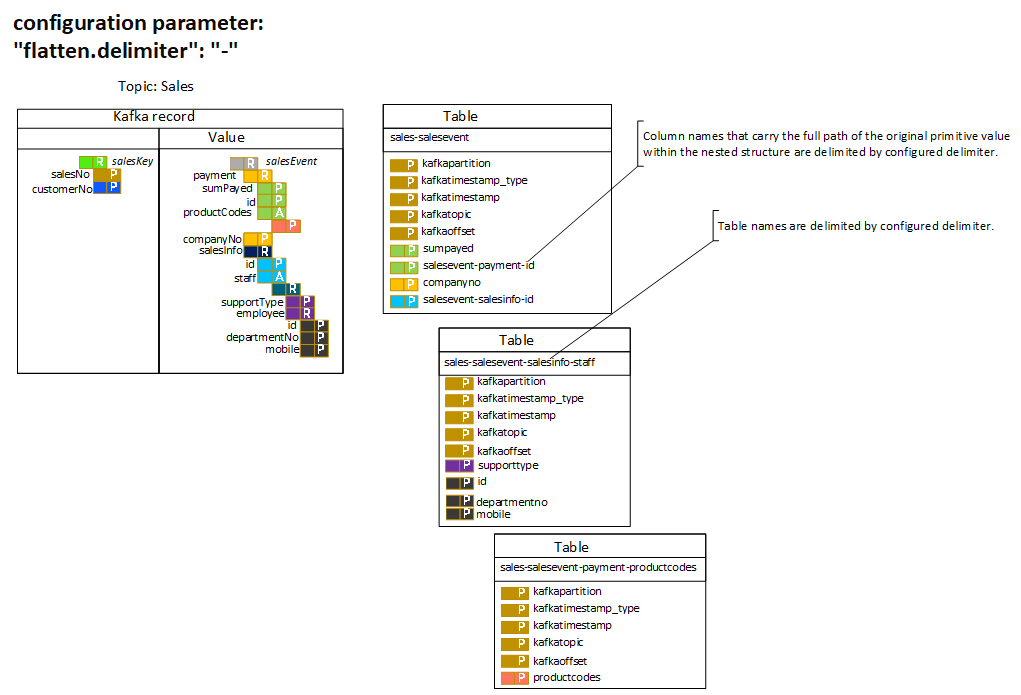 configuration parameter:
"flatten.delimiter": "-"
Topic: Sales
Kafka record
Value
R salesKey
salesNo P
customerNo P
R salesEvent
payment R
sumPayed P
id P
productCodes A
P
companyNo P
salesInfo R
id P
staff A
R
supportType P
employee R
id P
departmentNo P
mobile P
Table
sales-salesevent
P kafkapartition
P kafkatimestamp_type
P kafkatimestamp
P kafkatopic
P kafkaoffset
P sumpayed
P salesevent-payment-id
P companyno
P salesevent-salesinfo-id
Column names that carry the full path of the original primitive value
within the nested structure are delimited by configured delimiter.
Table names are delimited by configured delimiter.
Table
sales-salesevent-salesinfo-staff
P kafkapartition
P kafkatimestamp_type
P kafkatimestamp
P kafkatopic
P kafkaoffset
P supporttype
P id
P departmentno
P mobile
Table
sales-salesevent-payment-productcodes
P kafkapartition
P kafkatimestamp_type
P kafkatimestamp
P kafkatopic
P kafkaoffset
P productcodes